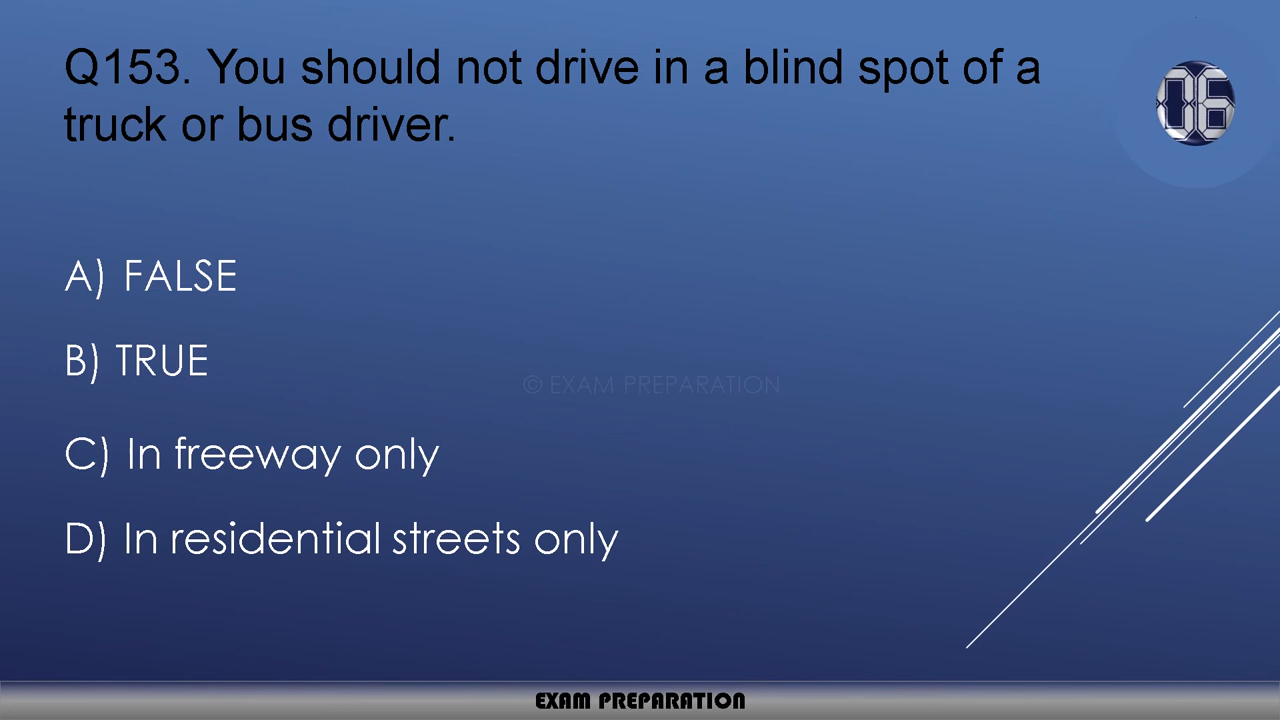 Q153. You should not drive in a blind spot of a
truck or bus driver.
06
A) FALSE
B) TRUE
© EXAM PREPARATION
C) In freeway only
D) In residential streets only
EXAM PREPARATION